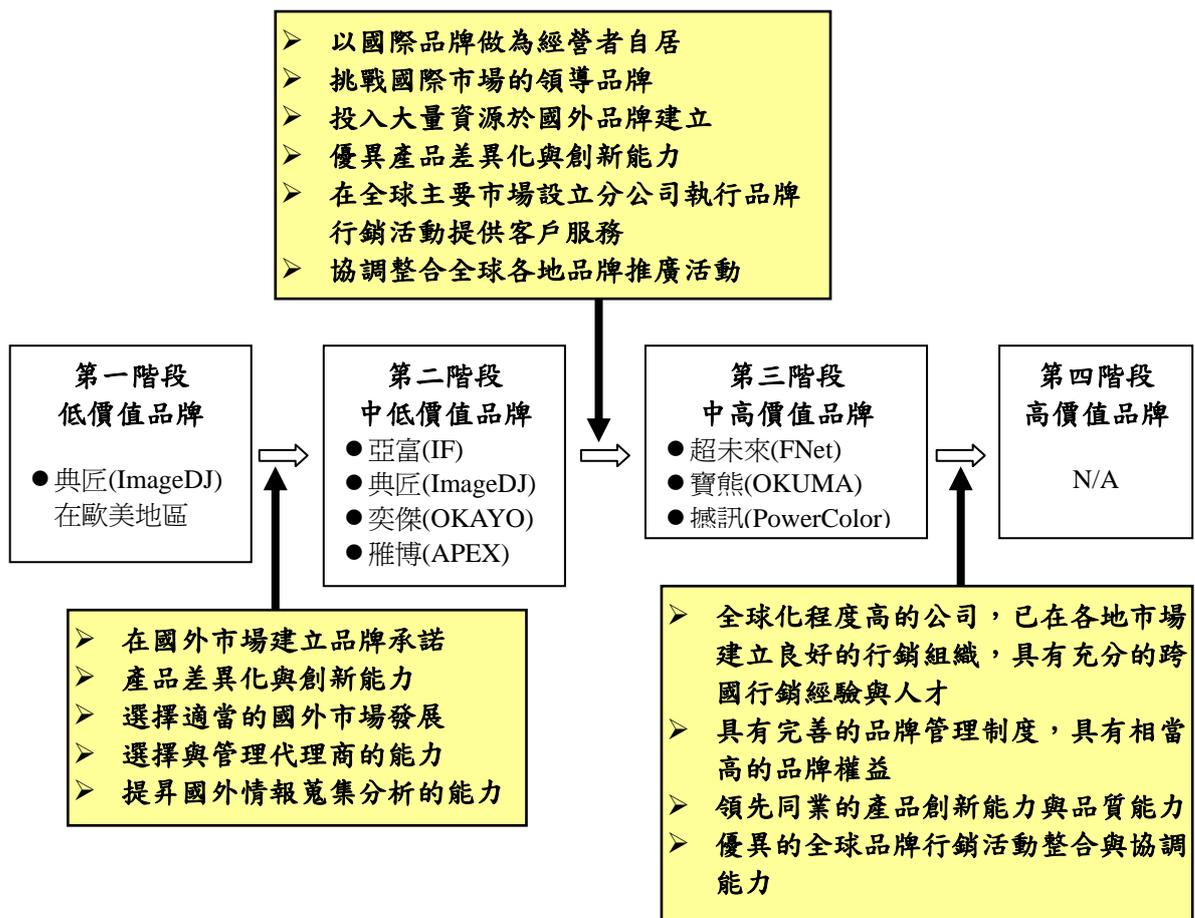 ➢ 以國際品牌做為經營者自居
➢ 挑戰國際市場的領導品牌
➢ 投入大量資源於國外品牌建立
➢ 優異產品差異化與創新能力
➢ 在全球主要市場設立分公司執行品牌
行銷活動提供客戶服務
➢ 協調整合全球各地品牌推廣活動
第一階段
低價值品牌
● 典匠(ImageDJ)
在歐美地區
第二階段
中低價值品牌
● 亞富(IF)
● 典匠(ImageDJ)
● 奕傑(OKAYO)
● 雃博(APEX)
第三階段
中高價值品牌
● 超未來(FNet)
● 寶熊(OKUMA)
● 撼訊(PowerColor)
第四階段
高價值品牌
N/A
➢ 在國外市場建立品牌承諾
➢ 產品差異化與創新能力
➢ 選擇適當的國外市場發展
➢ 選擇與管理代理商的能力
➢ 提昇國外情報蒐集分析的能力
➢ 全球化程度高的公司，已在各地市場
建立良好的行銷組織，具有充分的跨
國行銷經驗與人才
➢ 具有完善的品牌管理制度，具有相當
高的品牌權益
➢ 領先同業的產品創新能力與品質能力
➢ 優異的全球品牌行銷活動整合與協調
能力